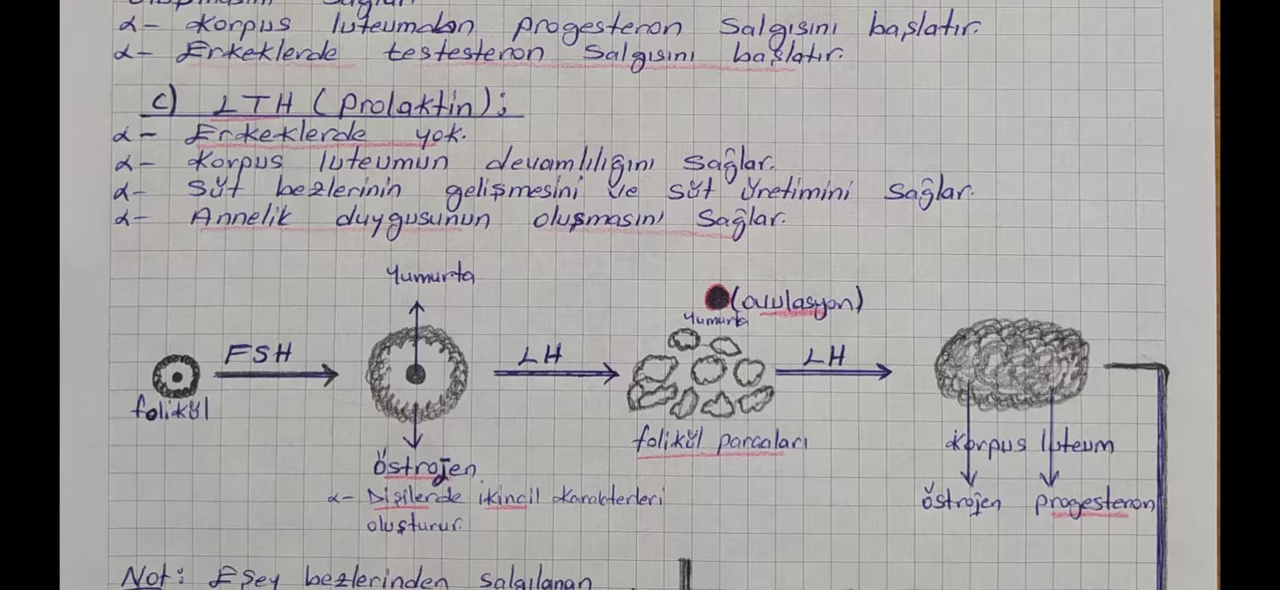 α- Korpus luteumdan progesteron salgısını başlatır.
α- Erkeklerde testesteron salgısını başlatır.
c) LTH (Prolaktin):
α- Erkeklerde yok.
α- Korpus luteumun devamlılığını sağlar.
α- Süt bezlerinin gelişmesini ve süt üretimini sağlar.
α- Annelik duygusunun oluşmasını sağlar.
Yumurta
(ovulasyon)
Yumurta
FSH
LH
LH
folikül
folikül parçaları
Korpus luteum
östrojen
α- Dişilerde ikincil karakterleri
oluşturur.
östrojen
progesteron
Not: Eşey bezlerinden salgılanan